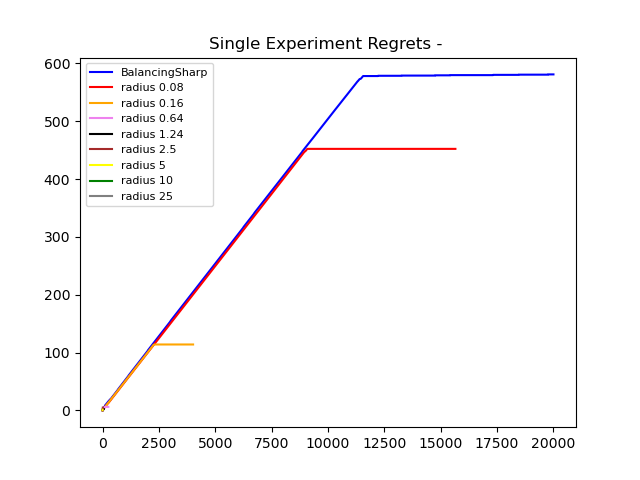 Single Experiment Regrets -
BalancingSharp
radius 0.08
radius 0.16
radius 0.64
radius 1.24
radius 2.5
radius 5
radius 10
radius 25
600
500
400
300
200
100
0
0 2500 5000 7500 10000 12500 15000 17500 20000